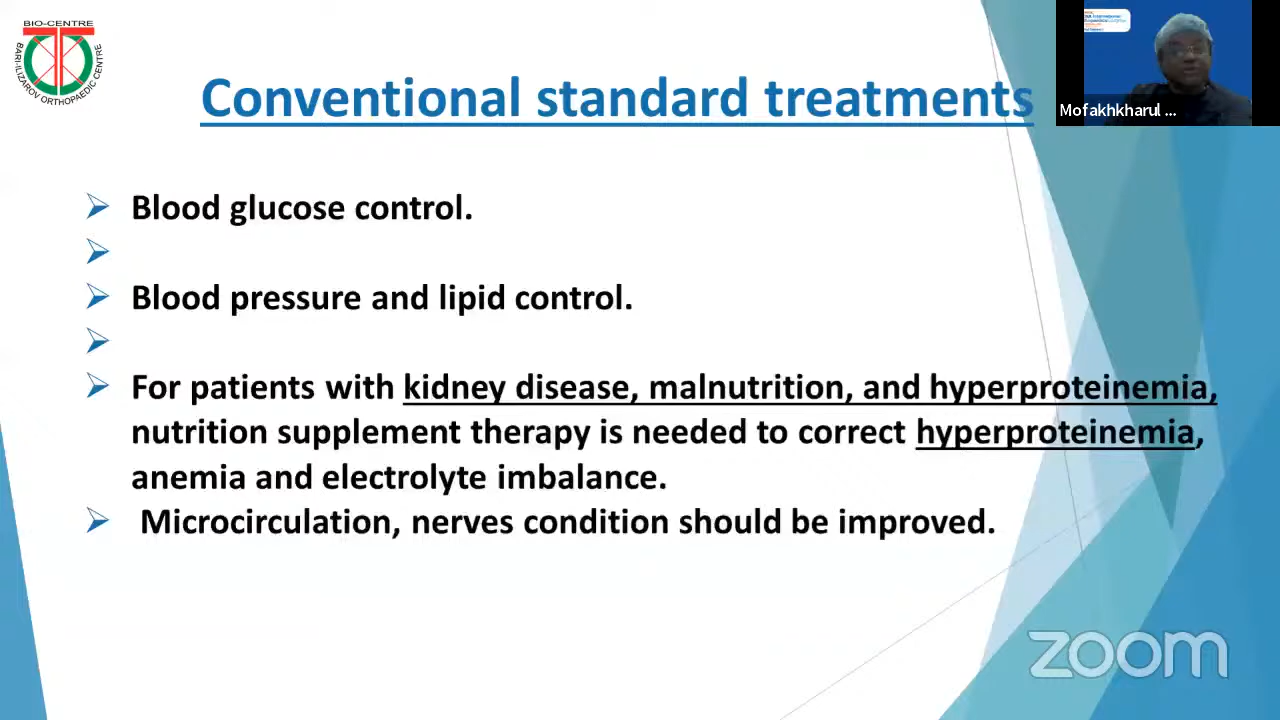 BIO-CENTRE
BARI-ILIZAROV ORTHOPAEDIC CENTRE
Conventional standard treatments
Mofakhkharul ...
Blood glucose control.
Blood pressure and lipid control.
For patients with kidney disease, malnutrition, and hyperproteinemia,
nutrition supplement therapy is needed to correct hyperproteinemia,
anemia and electrolyte imbalance.
Microcirculation, nerves condition should be improved.
zoom